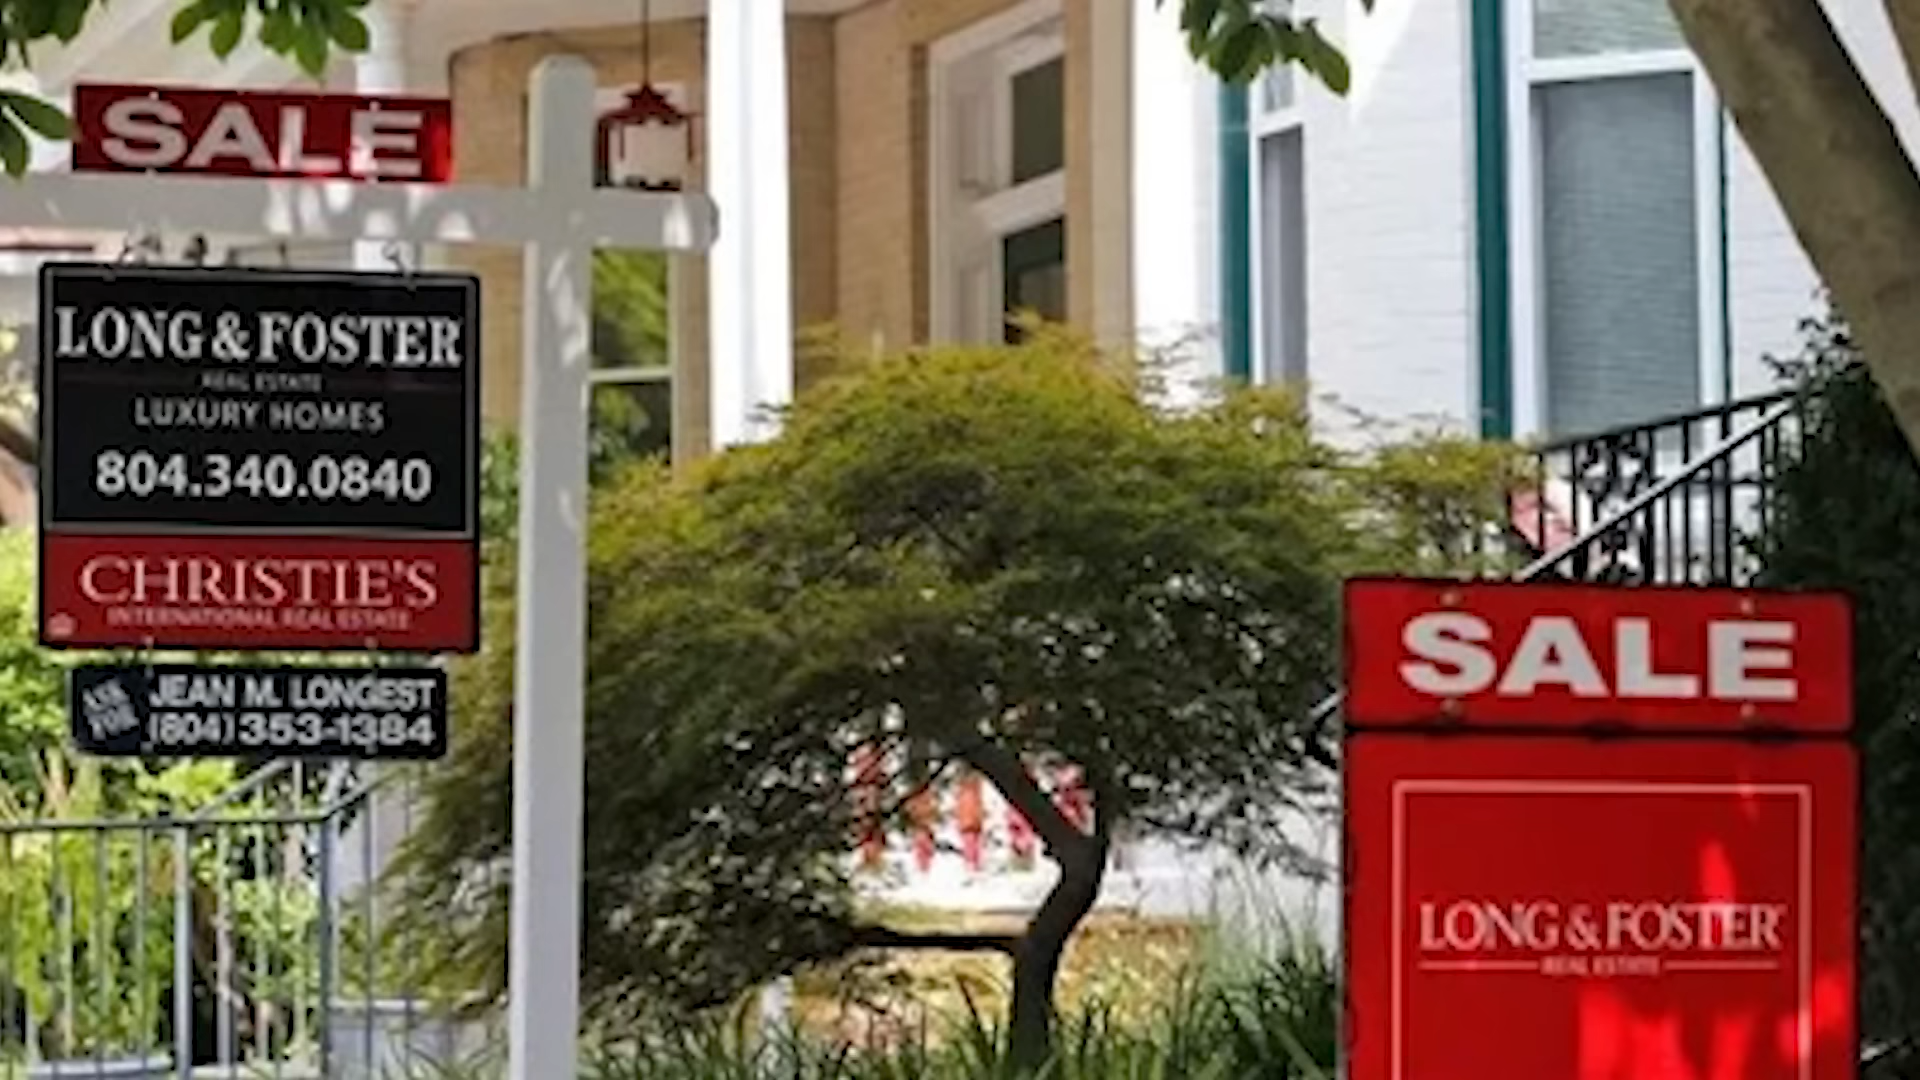 SALE
LONG & FOSTER
REAL ESTATE
LUXURY HOMES
804.340.0840
CHRISTIE'S
INTERNATIONAL REAL ESTATE
ASK FOR
JEAN M. LONGEST
(804) 353-1384
SALE
LONG & FOSTER
REAL ESTATE